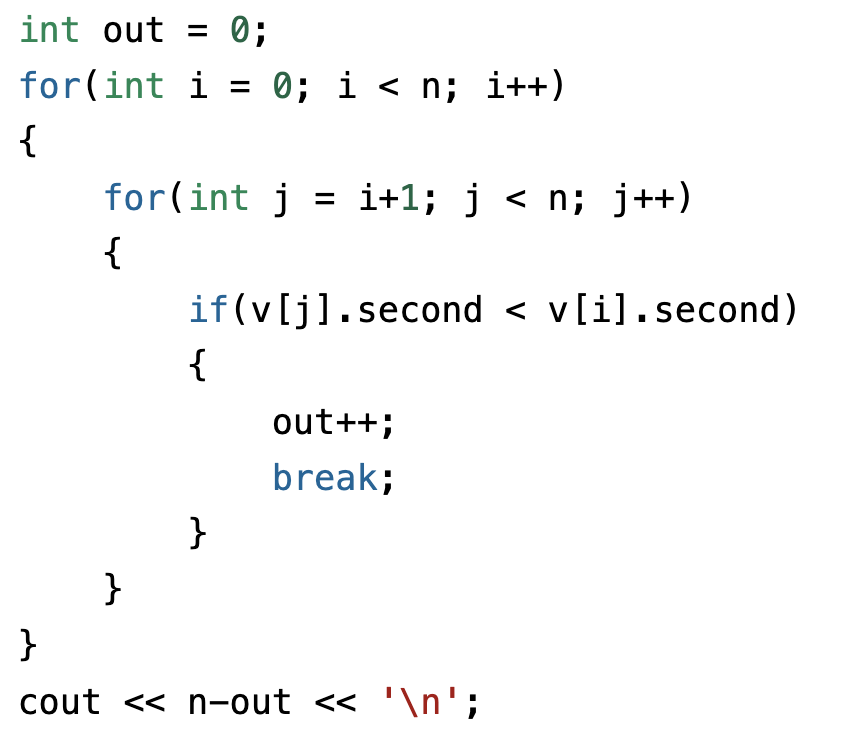 int out = 0;
for(int i = 0; i < n; i++)
{
    for(int j = i+1; j < n; j++)
    {
        if(v[j].second < v[i].second)
        {
            out++;
            break;
        }
    }
}
cout << n-out << '\n';